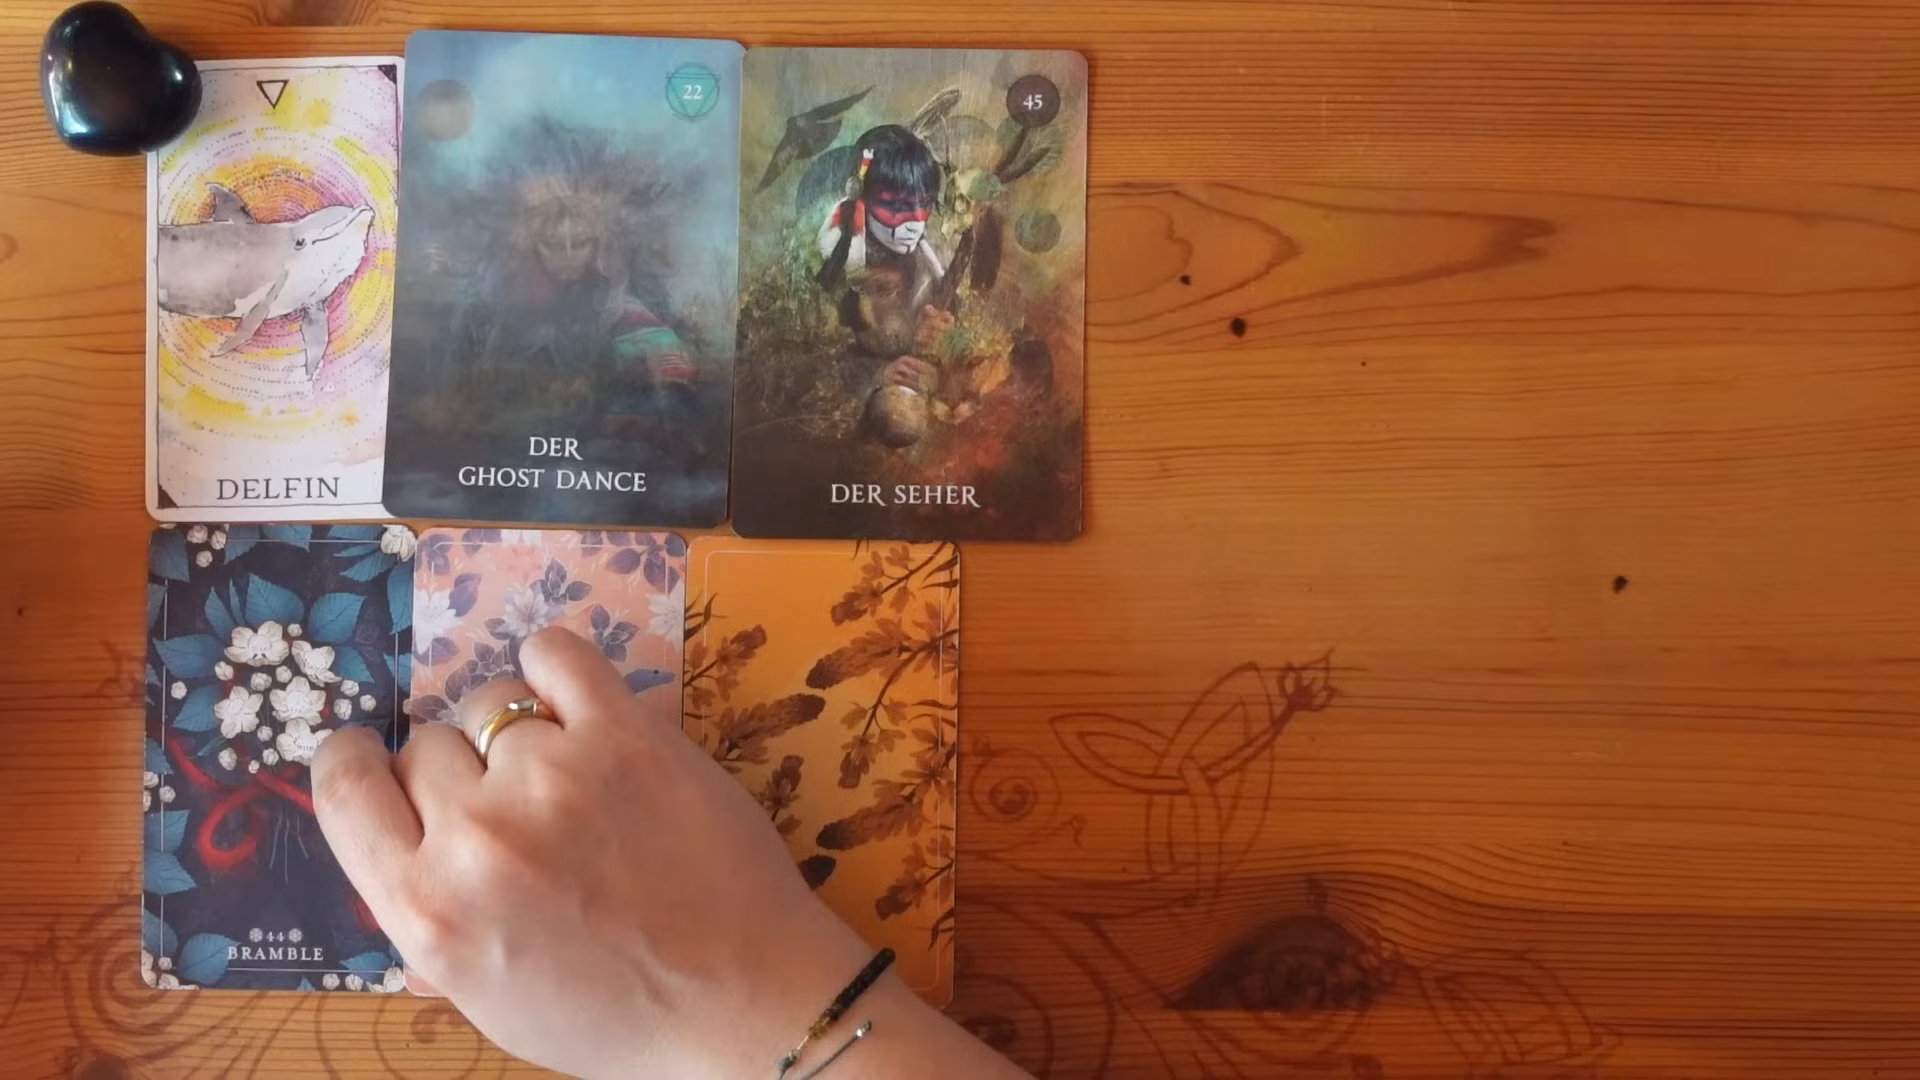 DELFIN
22
DER
GHOST DANCE
45
DER SEHER
44
BRAMBLE